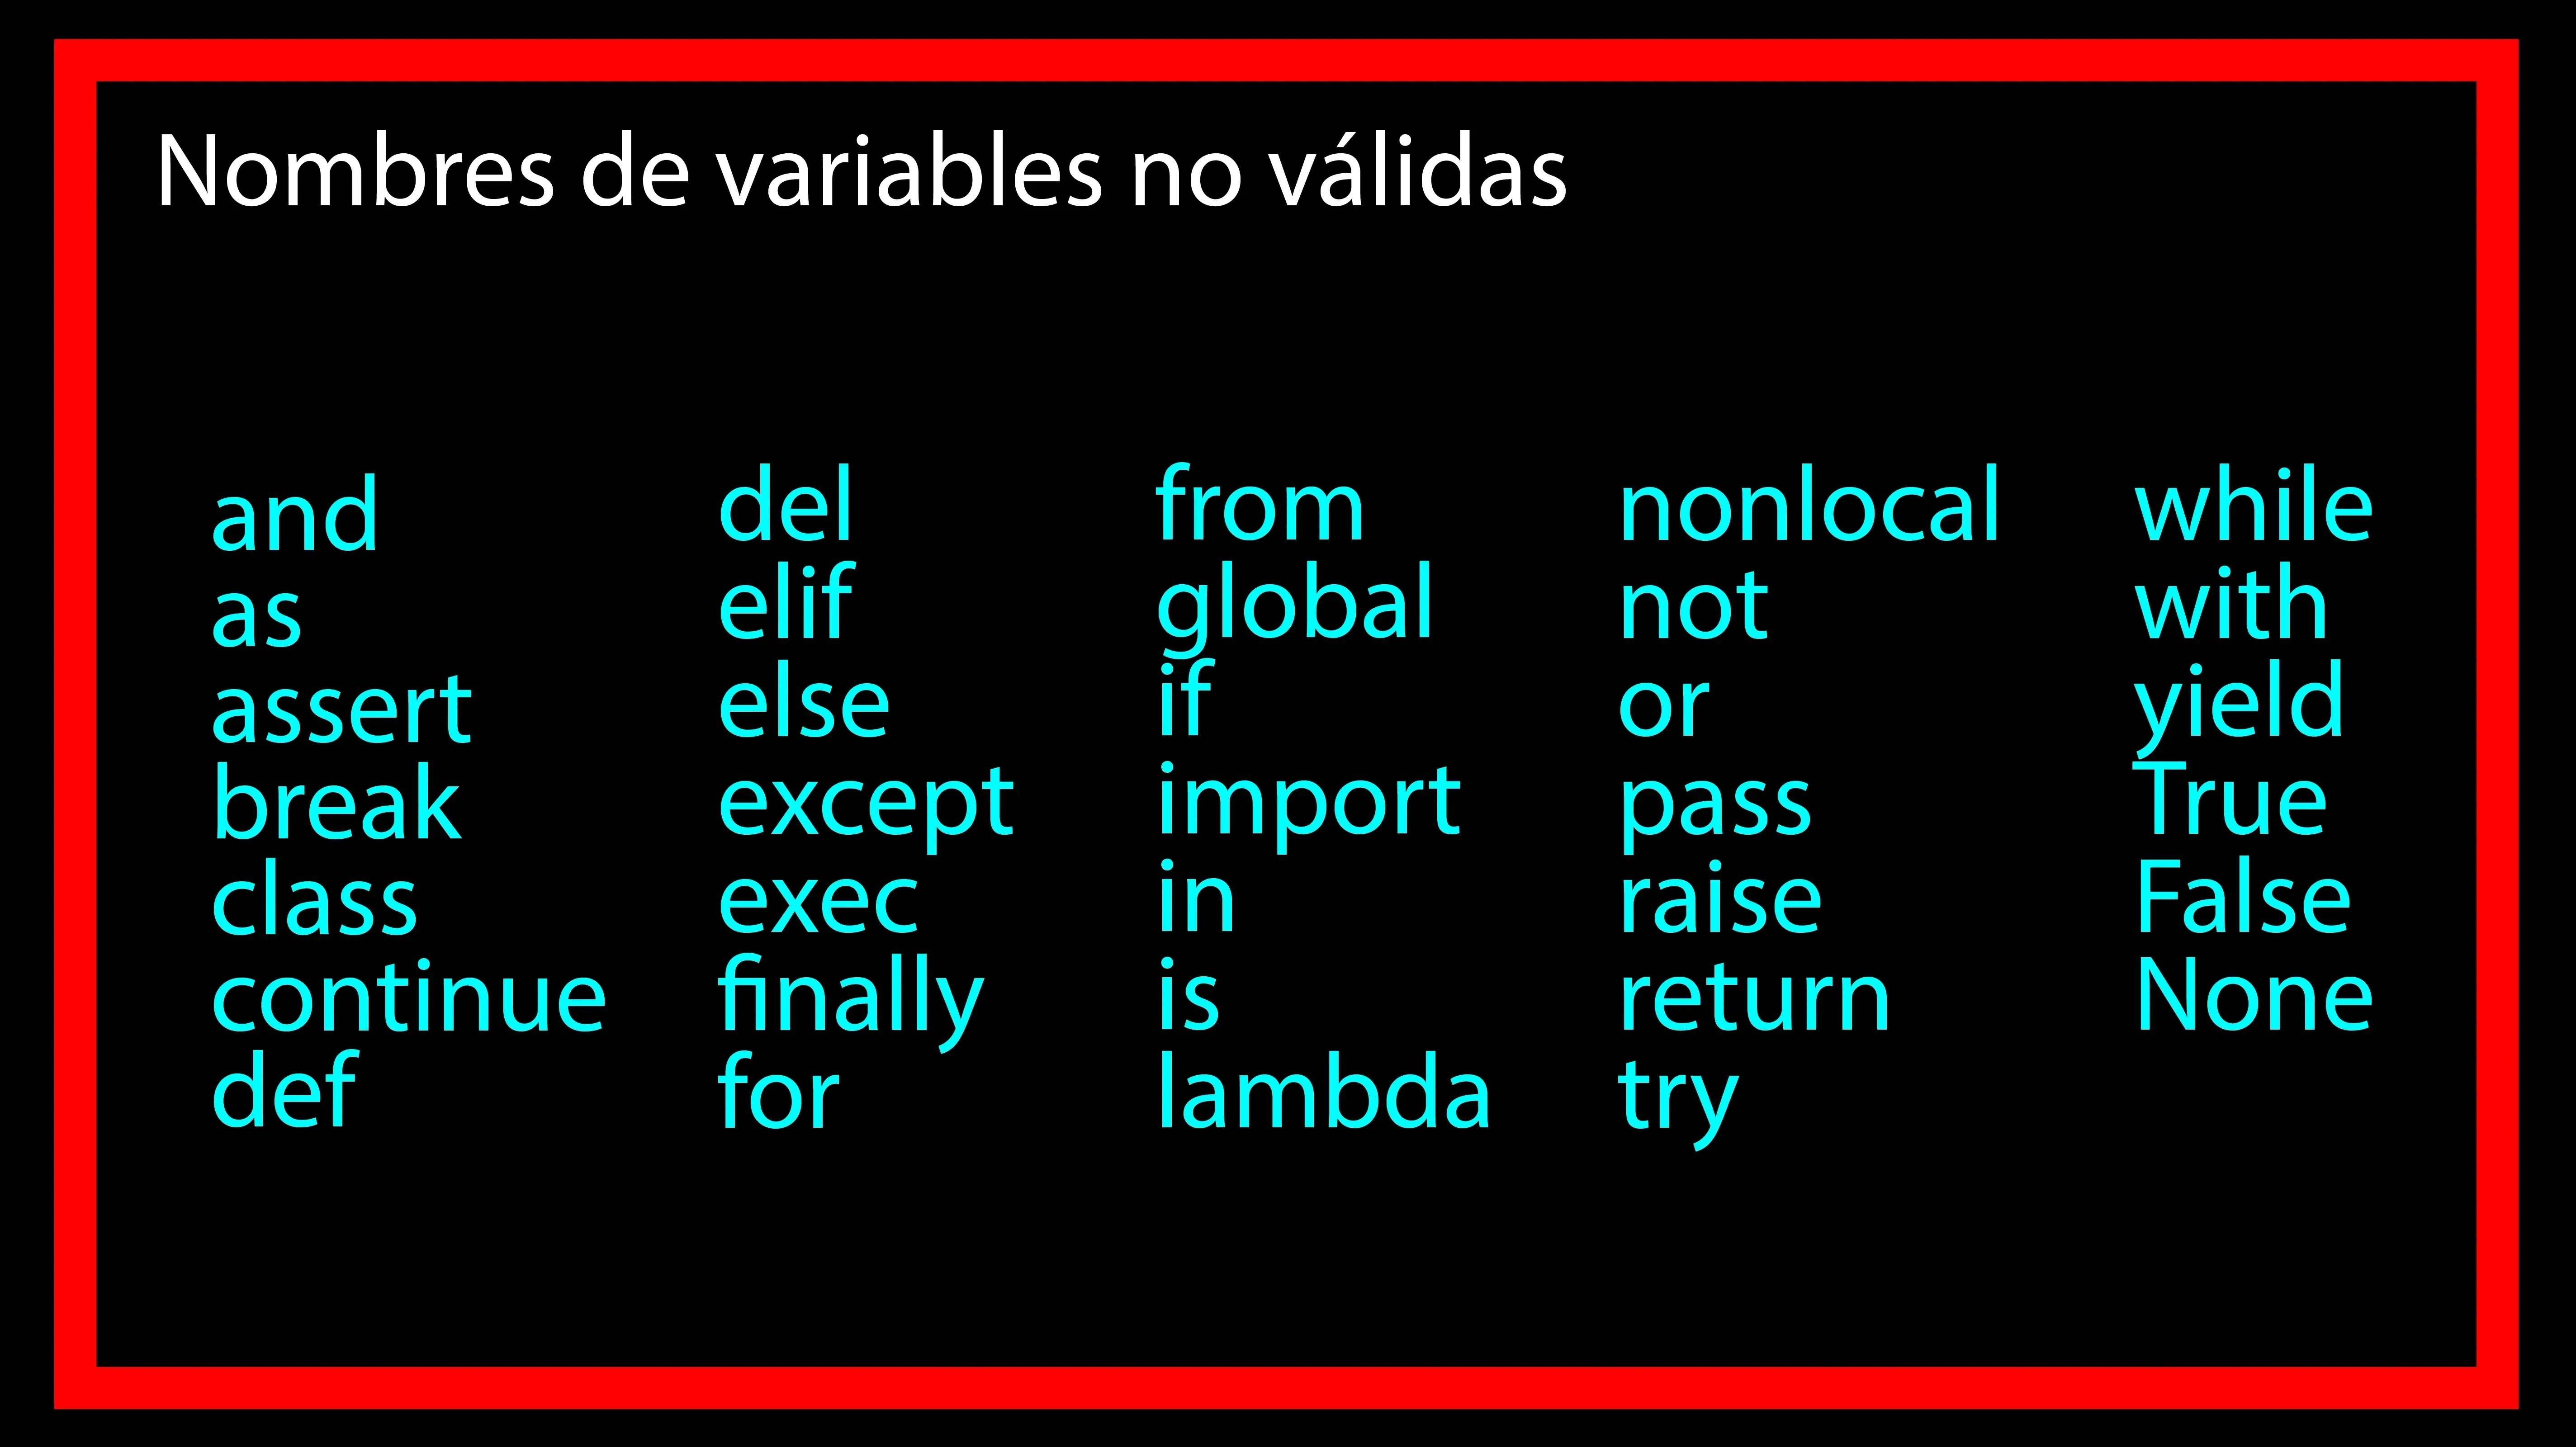 Nombres de variables no válidas
and
as
assert
break
class
continue
def
del
elif
else
except
exec
finally
for
from
global
if
import
in
is
lambda
nonlocal
not
or
pass
raise
return
try
while
with
yield
True
False
None